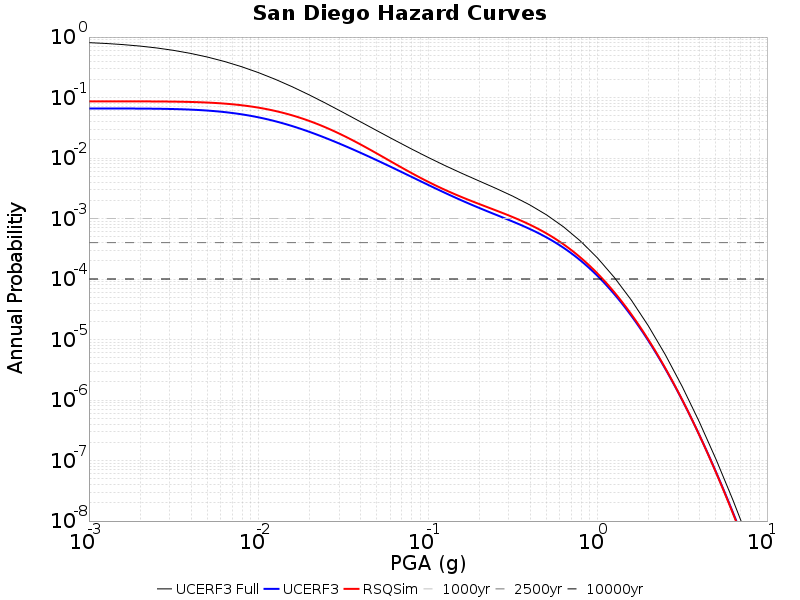 San Diego Hazard Curves
10^0
10^-1
10^-2
10^-3
10^-4
10^-5
10^-6
10^-7
10^-8
Annual Probabilitiy
10^-3 10^-2 10^-1 10^0 10^1
PGA (g)
UCERF3 Full UCERF3 RSQSim 1000yr 2500yr 10000yr